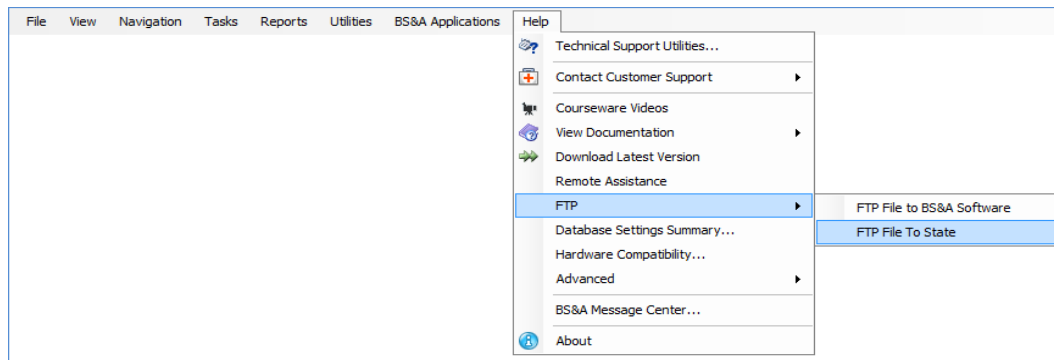 File View Navigation Tasks Reports Utilities BS&A Applications Help
Technical Support Utilities...
Contact Customer Support
Courseware Videos
View Documentation
Download Latest Version
Remote Assistance
FTP
FTP File to BS&A Software
FTP File To State
Database Settings Summary...
Hardware Compatibility...
Advanced
BS&A Message Center...
About